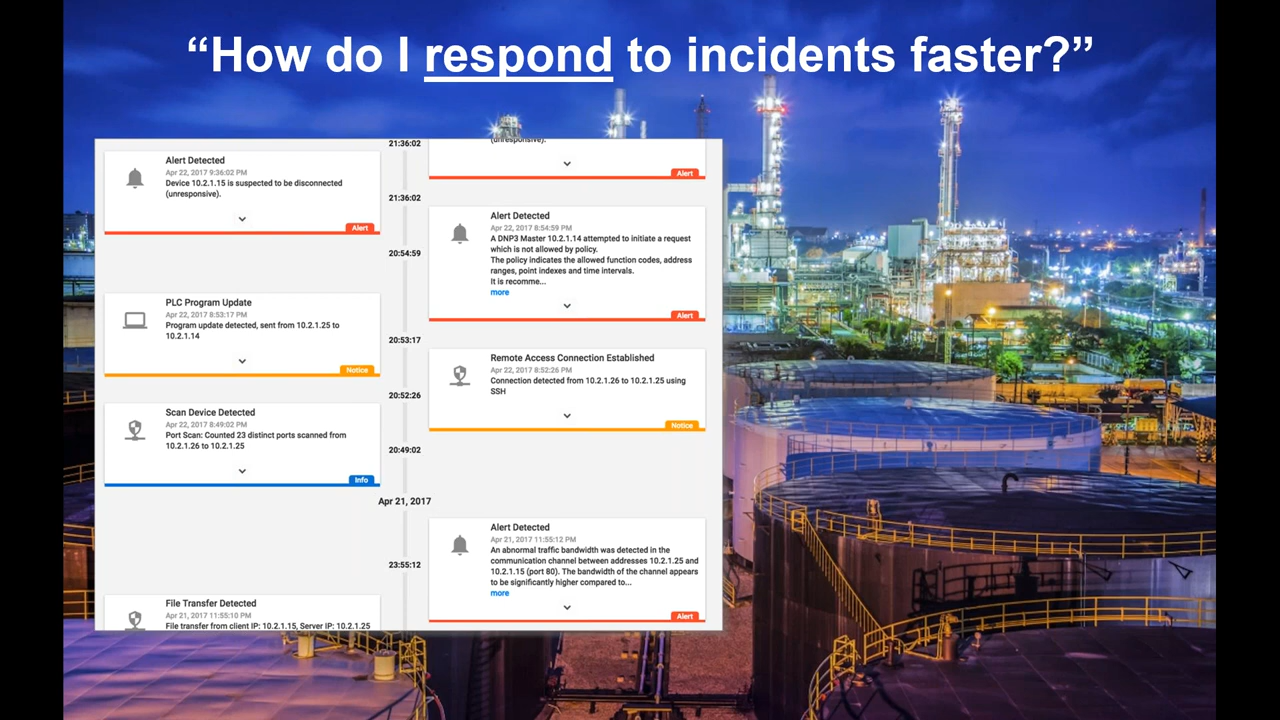 “How do I respond to incidents faster?”
21:36:02
(unresponsive).
Alert
Alert Detected
Apr 22, 2017 9:36:02 PM
Device 10.2.1.15 is suspected to be disconnected
(unresponsive).
Alert
21:36:02
Alert Detected
Apr 22, 2017 8:54:59 PM
A DNP3 Master 10.2.1.14 attempted to initiate a request
which is not allowed by policy.
The policy indicates the allowed function codes, address
ranges, point indexes and time intervals.
It is recomme...
more
Alert
20:54:59
PLC Program Update
Apr 22, 2017 8:53:17 PM
Program update detected, sent from 10.2.1.25 to
10.2.1.14
Notice
20:53:17
Remote Access Connection Established
Apr 22, 2017 8:52:26 PM
Connection detected from 10.2.1.26 to 10.2.1.25 using
SSH
Notice
20:52:26
Scan Device Detected
Apr 22, 2017 8:49:02 PM
Port Scan: Counted 23 distinct ports scanned from
10.2.1.26 to 10.2.1.25
Info
20:49:02
Apr 21, 2017
Alert Detected
Apr 21, 2017 11:55:12 PM
An abnormal traffic bandwidth was detected in the
communication channel between addresses 10.2.1.25 and
10.2.1.15 (port 80). The bandwidth of the channel appears
to be significantly higher compared to...
more
Alert
23:55:12
File Transfer Detected
Apr 21, 2017 11:55:10 PM
File transfer from client IP: 10.2.1.15, Server IP: 10.2.1.25